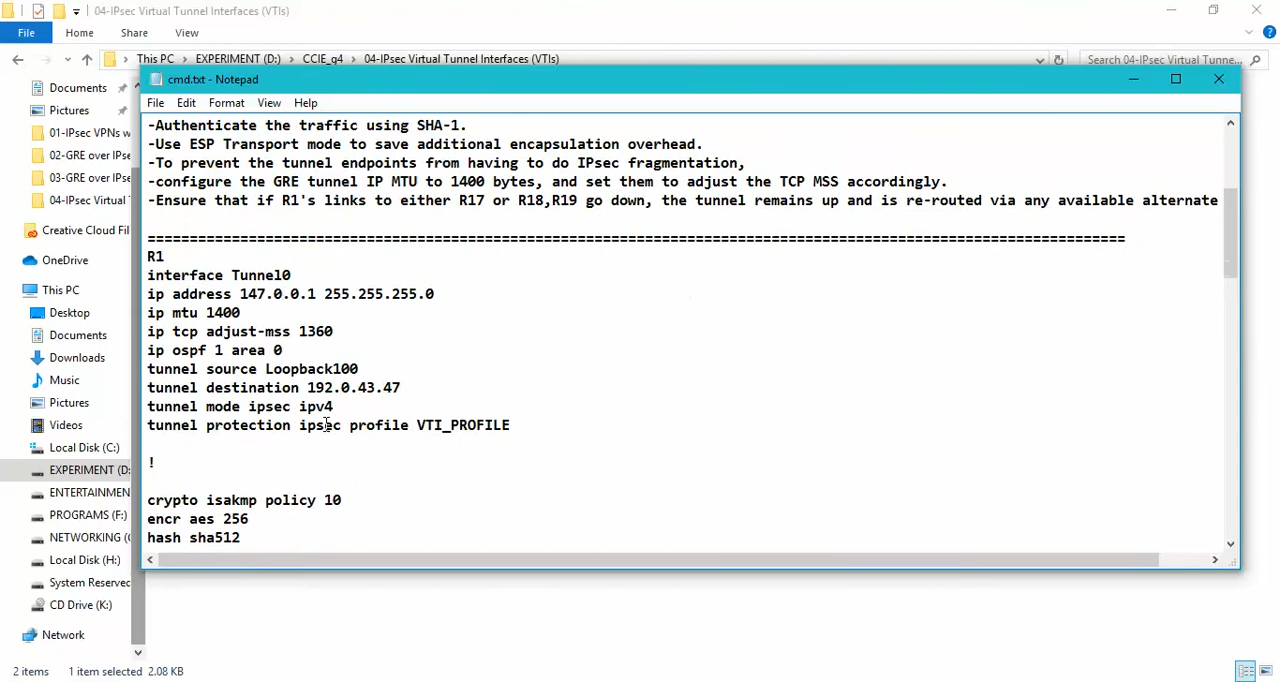 04-IPsec Virtual Tunnel Interfaces (VTIs)
File Home Share View
This PC EXPERIMENT (D:) CCIE_q4 04-IPsec Virtual Tunnel Interfaces (VTIs)
Search 04-IPsec Virtual Tunne...
Documents
Pictures
01-IPsec VPNs w
02-GRE over IPse
03-GRE over IPse
04-IPsec Virtual
Creative Cloud Fil
OneDrive
This PC
Desktop
Documents
Downloads
Music
Pictures
Videos
Local Disk (C:)
EXPERIMENT (D:
ENTERTAINMEN
PROGRAMS (F:)
NETWORKING (
Local Disk (H:)
System Reserved
CD Drive (K:)
Network
2 items 1 item selected 2.08 KB
cmd.txt - Notepad
File Edit Format View Help
-Authenticate the traffic using SHA-1.
-Use ESP Transport mode to save additional encapsulation overhead.
-To prevent the tunnel endpoints from having to do IPsec fragmentation,
-configure the GRE tunnel IP MTU to 1400 bytes, and set them to adjust the TCP MSS accordingly.
-Ensure that if R1's links to either R17 or R18,R19 go down, the tunnel remains up and is re-routed via any available alternate
====================================================================================================================
R1
interface Tunnel0
ip address 147.0.0.1 255.255.255.0
ip mtu 1400
ip tcp adjust-mss 1360
ip ospf 1 area 0
tunnel source Loopback100
tunnel destination 192.0.43.47
tunnel mode ipsec ipv4
tunnel protection ipsec profile VTI_PROFILE
!
crypto isakmp policy 10
encr aes 256
hash sha512